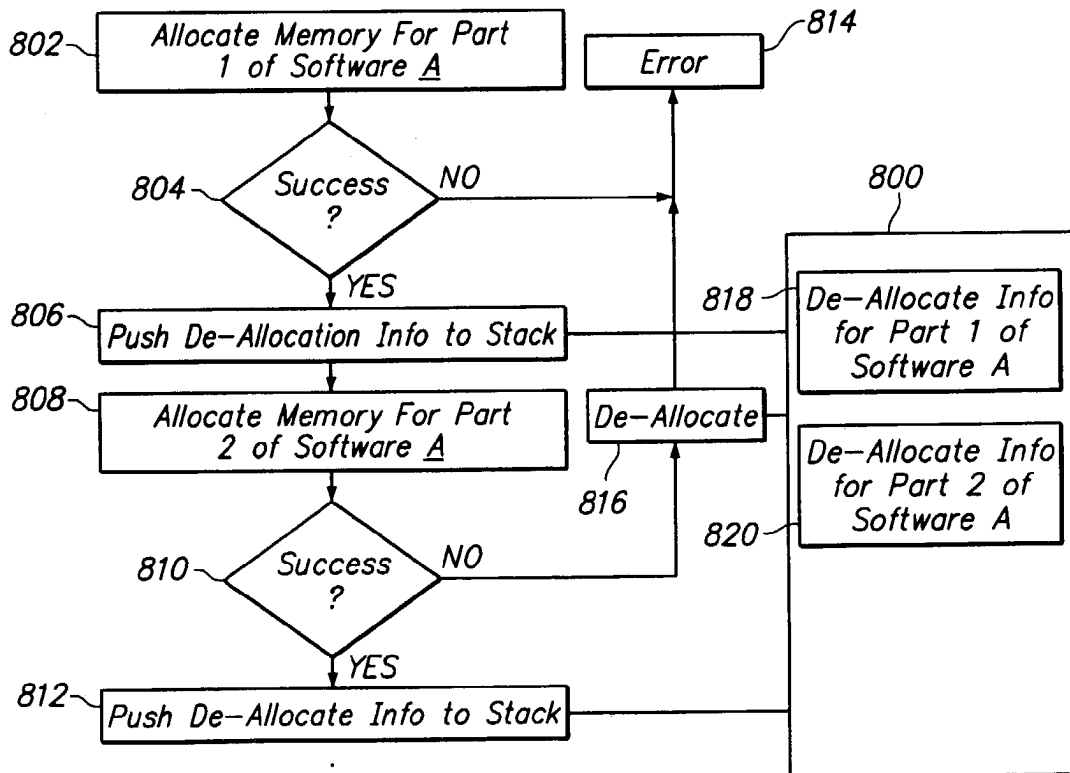 802
Allocate Memory For Part
1 of Software A
814
Error
804
Success
?
NO
YES
800
806
Push De-Allocation Info to Stack
818
De-Allocate Info
for Part 1 of
Software A
808
Allocate Memory For Part
2 of Software A
De-Allocate
816
De-Allocate Info
for Part 2 of
Software A
820
810
Success
?
NO
YES
812
Push De-Allocate Info to Stack
.